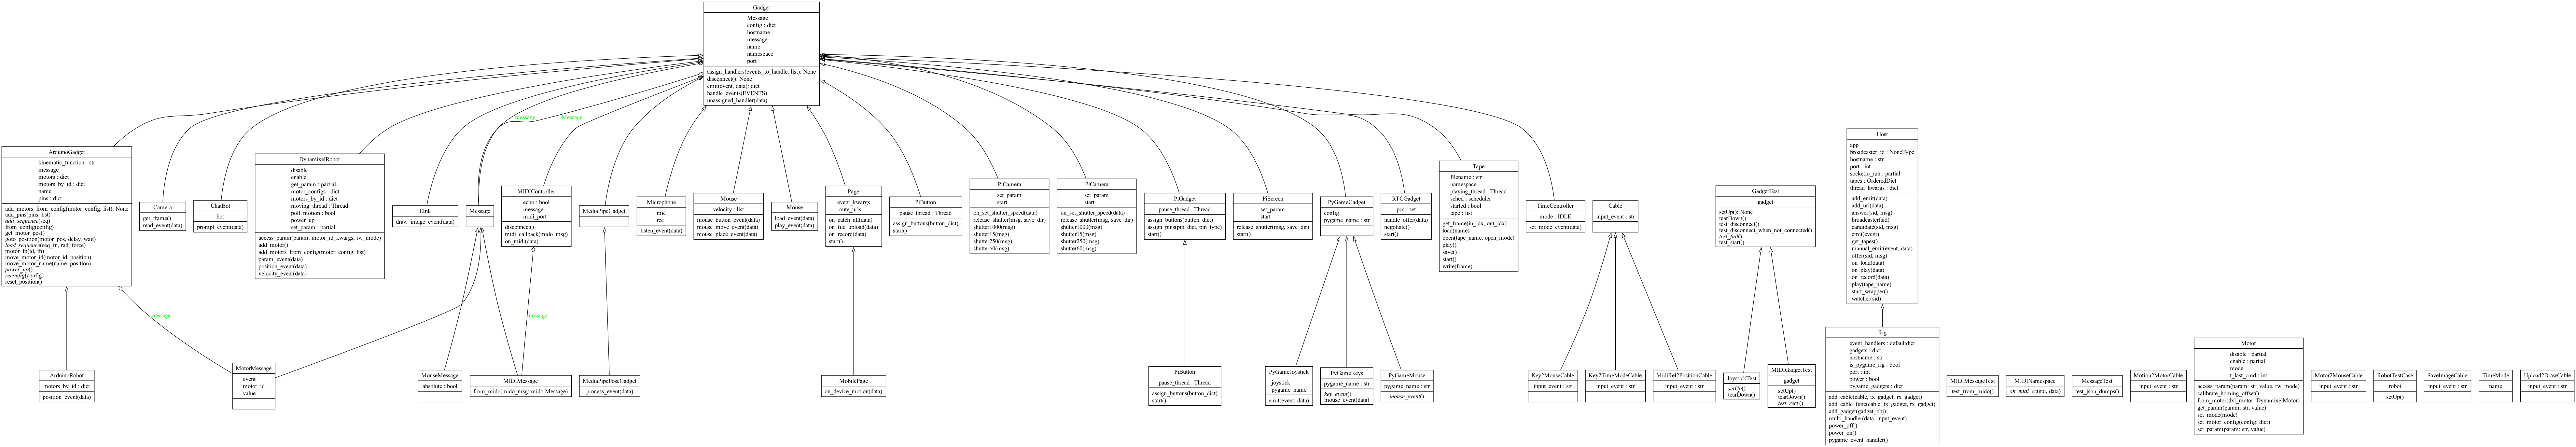 Gadget
Message
config : dict
hostname
message
name
namespace
port
assign_handlers(events_to_handle: list): None
disconnect(): None
emit(event, data): dict
handle_events(EVENTS)
unassigned_handler(data)
message
Message
ArduinoGadget
kinematic_function : str
message
motors : dict
motors_by_id : dict
name
pins : dict
add_motors_from_config(motor_config: list): None
add_pins(pins: list)
add_sequence(seq)
from_config(config)
get_motor_pos()
goto_position(motor_pos, delay, wait)
load_sequence(seq_fn, rad, force)
motor_fn(id, fn)
move_motor_id(motor_id, position)
move_motor_name(name, position)
power_up()
reconfig(config)
reset_position()
Camera
get_frame()
read_event(data)
ChatBot
bot
prompt_event(data)
DynamixelRobot
disable
enable
get_param : partial
motor_configs : dict
motors_by_id : dict
moving_thread : Thread
poll_motion : bool
power_up
set_param : partial
access_param(param, motor_id_kwargs, rw_mode)
add_motor()
add_motors_from_config(motor_config: list)
param_event(data)
position_event(data)
velocity_event(data)
EInk
draw_image_event(data)
Message
MIDIController
echo : bool
message
midi_port
disconnect()
midi_callback(mido_msg)
on_midi(data)
MediaPipeGadget
Microphone
mic
rec
listen_event(data)
Mouse
velocity : list
mouse_button_event(data)
mouse_move_event(data)
mouse_place_event(data)
Mouse
load_event(data)
play_event(data)
Page
event_kwargs
route_urls
on_catch_all(data)
on_file_upload(data)
on_record(data)
start()
PiButton
pause_thread : Thread
assign_buttons(button_dict)
start()
PiCamera
set_param
start
on_set_shutter_speed(data)
release_shutter(msg, save_dir)
shutter1000(msg)
shutter15(msg)
shutter250(msg)
shutter60(msg)
PiCamera
set_param
start
on_set_shutter_speed(data)
release_shutter(msg, save_dir)
shutter1000(msg)
shutter15(msg)
shutter250(msg)
shutter60(msg)
PiGadget
pause_thread : Thread
assign_buttons(button_dict)
assign_pins(pin_dict, pin_type)
start()
PiScreen
set_param
start
release_shutter(msg, save_dir)
start()
PyGameGadget
config
pygame_name : str
RTCGadget
pcs : set
handle_offer(data)
negotiate()
start()
Tape
filename : str
namespace
playing_thread : Thread
sched : scheduler
started : bool
tape : list
get_frame(in_idx, out_idx)
load(name)
open(tape_name, open_mode)
play()
save()
start()
write(frame)
TimeController
mode : IDLE
set_mode_event(data)
Cable
input_event : str
GadgetTest
gadget
setUp(): None
tearDown()
test_disconnect()
test_disconnect_when_not_connected()
test_fail()
test_start()
Host
app
broadcaster_id : NoneType
hostname : str
port : int
socketio_run : partial
tapes : OrderedDict
thread_kwargs : dict
add_emit(data)
add_url(data)
answer(sid, msg)
broadcaster(sid)
candidate(sid, msg)
emit(event)
get_tapes()
manual_emit(event, data)
offer(sid, msg)
on_load(data)
on_play(data)
on_record(data)
play(tape_name)
start_wrapper()
watcher(sid)
message
message
ArduinoRobot
motors_by_id : dict
position_event(data)
MotorMessage
event
motor_id
value
MouseMessage
absolute : bool
MIDIMessage
from_mido(mido_msg: mido.Message)
MediaPipePoseGadget
process_event(data)
MobilePage
on_device_motion(data)
PiButton
pause_thread : Thread
assign_buttons(button_dict)
start()
PyGameJoystick
joystick
pygame_name
emit(event, data)
PyGameKeys
pygame_name : str
key_event()
mouse_event(data)
PyGameMouse
pygame_name : str
mouse_event()
Key2MouseCable
input_event : str
Key2TimeModeCable
input_event : str
MidiRel2PositionCable
input_event : str
JoystickTest
setUp()
tearDown()
MIDIGadgetTest
gadget
setUp()
tearDown()
test_recv()
Rig
event_handlers : defaultdict
gadgets : dict
hostname : str
is_pygame_rig : bool
port : int
power : bool
pygame_gadgets : dict
add_cable(cable, tx_gadget, rx_gadget)
add_cable_func(cable, tx_gadget, rx_gadget)
add_gadget(gadget_obj)
multi_handler(data, input_event)
power_off()
power_on()
pygame_event_handler()
MIDIMessageTest
test_from_mido()
MIDINamespace
on_midi_cc(sid, data)
MessageTest
test_json_dumps()
Motion2MotorCable
input_event : str
Motor
disable : partial
enable : partial
mode
t_last_cmd : int
access_param(param: str, value, rw_mode)
calibrate_homing_offset()
from_motor(dxl_motor: DynamixelMotor)
get_param(param: str, value)
set_mode(mode)
set_motor_config(config: dict)
set_param(param: str, value)
Motor2MouseCable
input_event : str
RobotTestCase
robot
setUp()
SaveImageCable
input_event : str
TimeMode
name
Upload2DrawCable
input_event : str